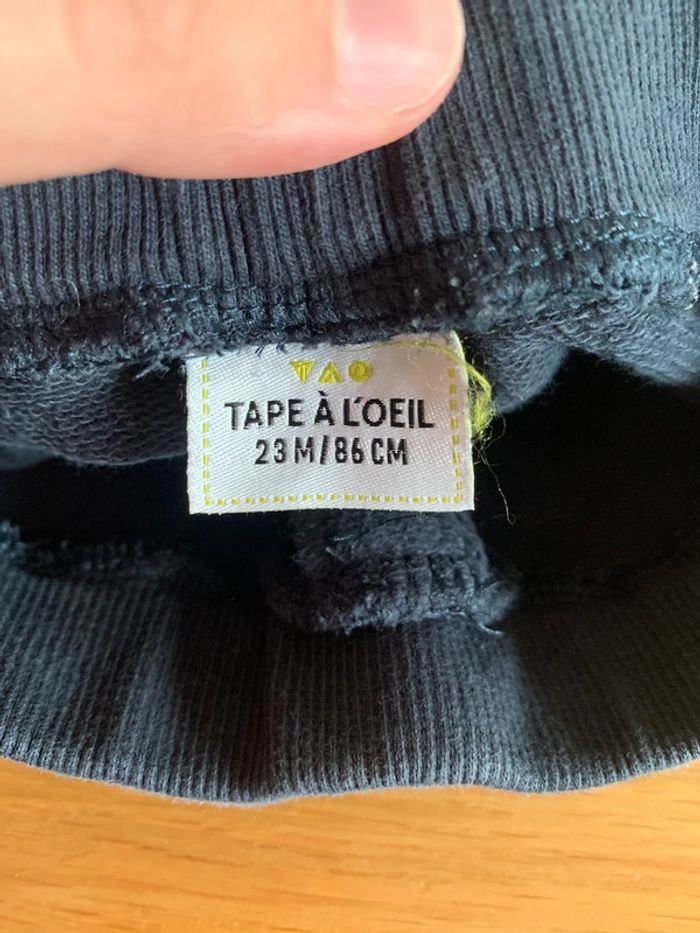 TAO
TAPE À L'OEIL
23 M/86 CM